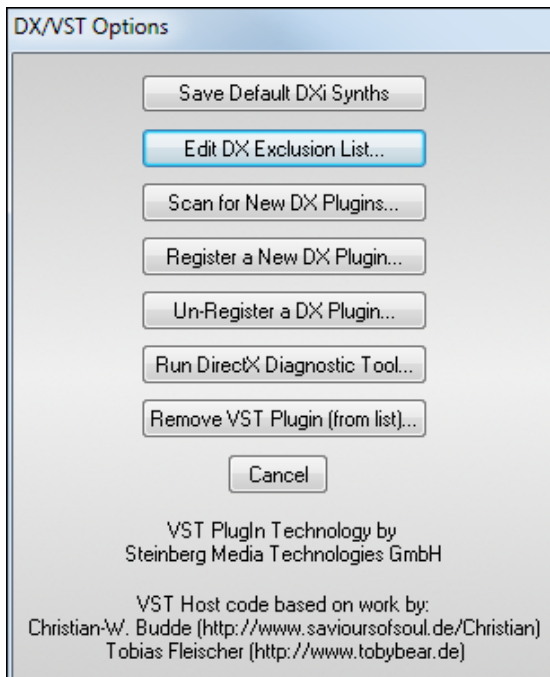 DX/VST Options
Save Default DXi Synths
Edit DX Exclusion List...
Scan for New DX Plugins...
Register a New DX Plugin...
Un-Register a DX Plugin...
Run DirectX Diagnostic Tool...
Remove VST Plugin (from list)...
Cancel
VST PlugIn Technology by
Steinberg Media Technologies GmbH
VST Host code based on work by:
Christian-W. Budde (http://www.savioursofsoul.de/Christian)
Tobias Fleischer (http://www.tobybear.de)